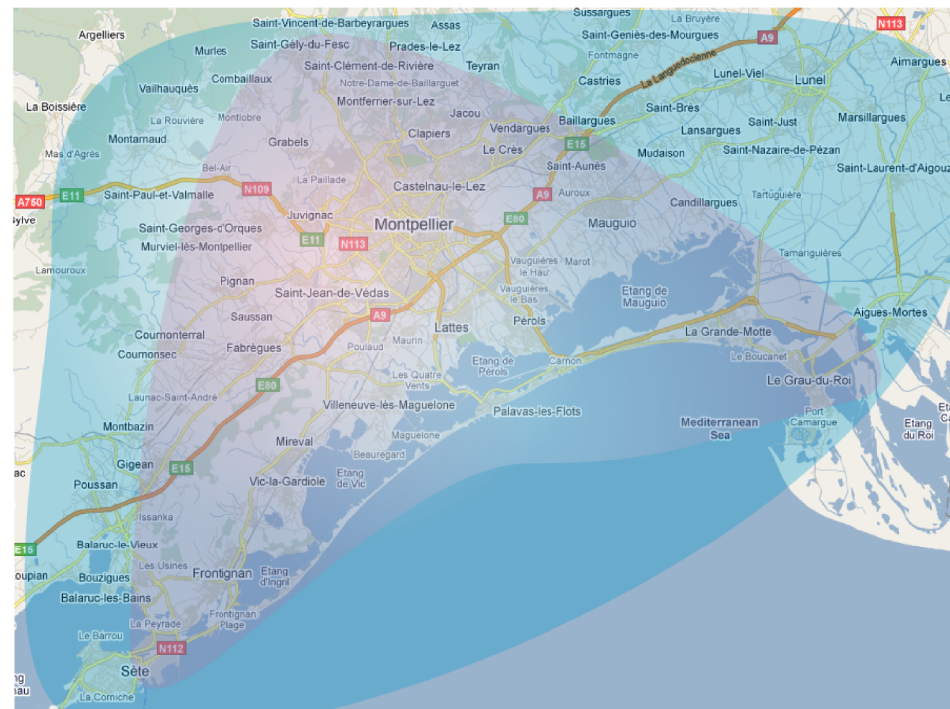 Sussargues
La Bruyère
Saint-Vincent-de-Barbeyrargues
Assas
N113
Argelliers
Saint-Geniès-des-Mourgues
A9
Saint-Gély-du-Fesc
Prades-le-Lez
Murles
Fontmagne
La Languedocienne
Aimargues
Saint-Clément-de-Rivière
Teyran
Combaillaux
Castries
Lunel-Viel
Lunel
Notre-Dame-de-Baillarguet
Vailhauquès
Montferrier-sur-Lez
La Boissière
Saint-Brès
Jacou
Montlobre
La Rouvière
Baillargues
Saint-Just
Marsillargues
Clapiers
Vendargues
Lansargues
Montarnaud
Grabels
E15
Le Crès
Saint-Nazaire-de-Pézan
Mas d'Agrès
Mudaison
Bel-Air
Saint-Aunès
Saint-Laurent-d'Aigouz
La Paillade
Castelnau-le-Lez
N109
Auroux
A9
Tartuguière
E11
Saint-Paul-et-Valmalle
A750
Candillargues
Juvignac
E80
Montpellier
Mauguio
Saint-Georges-d'Orques
E11
N113
Murviel-lès-Montpellier
Tamariguières
Vauguières
le Haut
Marot
Lamouroux
Pignan
Vauguières
le Bas
Etang de
Mauguio
Saint-Jean-de-Védas
Saussan
A9
Aigues-Mortes
Pérols
Lattes
La Grande-Motte
Cournonterral
Fabrègues
Poulaud
Maurin
Cournonsec
Le Boucanet
Etang de
Pérols
Carnon
Les Quatre
Vents
E80
Le Grau-du-Roi
Launac-Saint-André
Villeneuve-lès-Maguelone
Palavas-les-Flots
Port
Camargue
Mediterranean
Sea
Etang
du Roi
Montbazin
Maguelone
Mireval
Beauregard
Gigean
E15
Etang
de Vic
Vic-la-Gardiole
Poussan
Issanka
Balaruc-le-Vieux
E15
Les Usines
Bouzigues
Frontignan
Etang
d'Ingril
Balaruc-les-Bains
Frontignan
Plage
La Peyrade
Le Barrou
N112
Sète
La Corniche